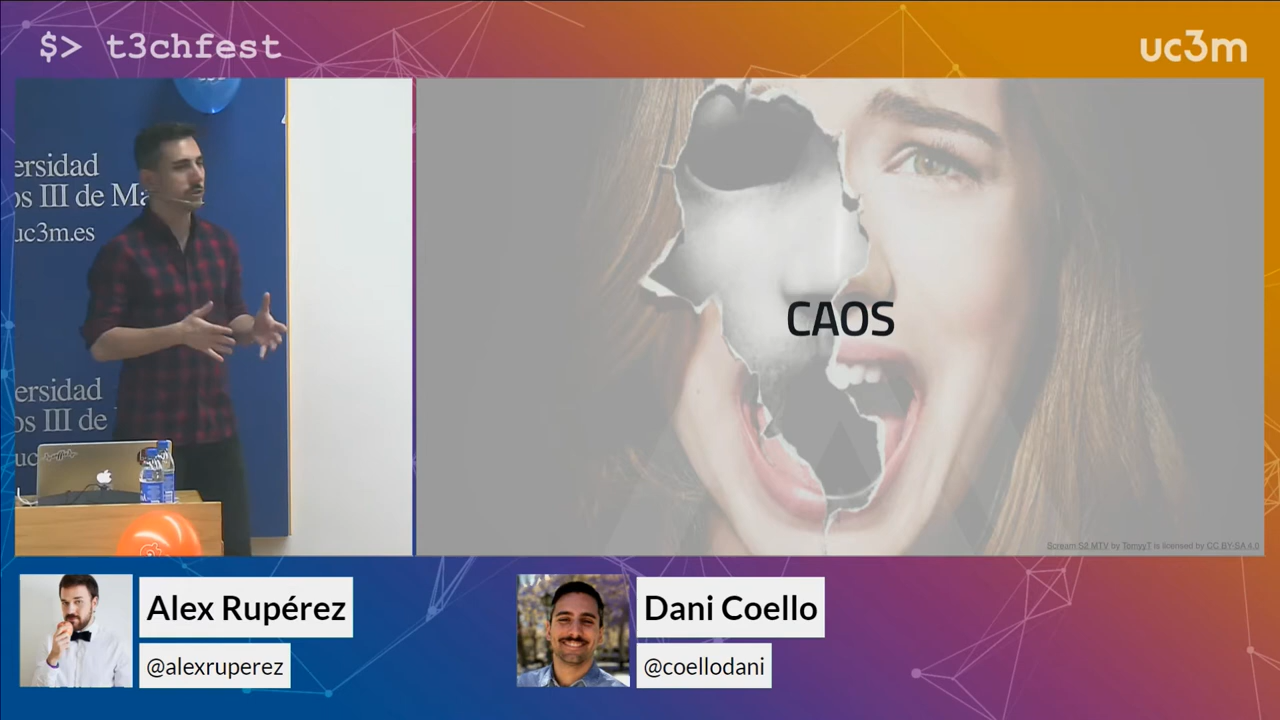 $> t3chfest
uc3m
ersidad
os III de Ma
uc3m.es
ersidad
os III de
uc
CAOS
Scream S2 MTV by TomyyT is licensed by CC BY-SA 4.0
Alex Rupérez
@alexruperez
Dani Coello
@coellodani